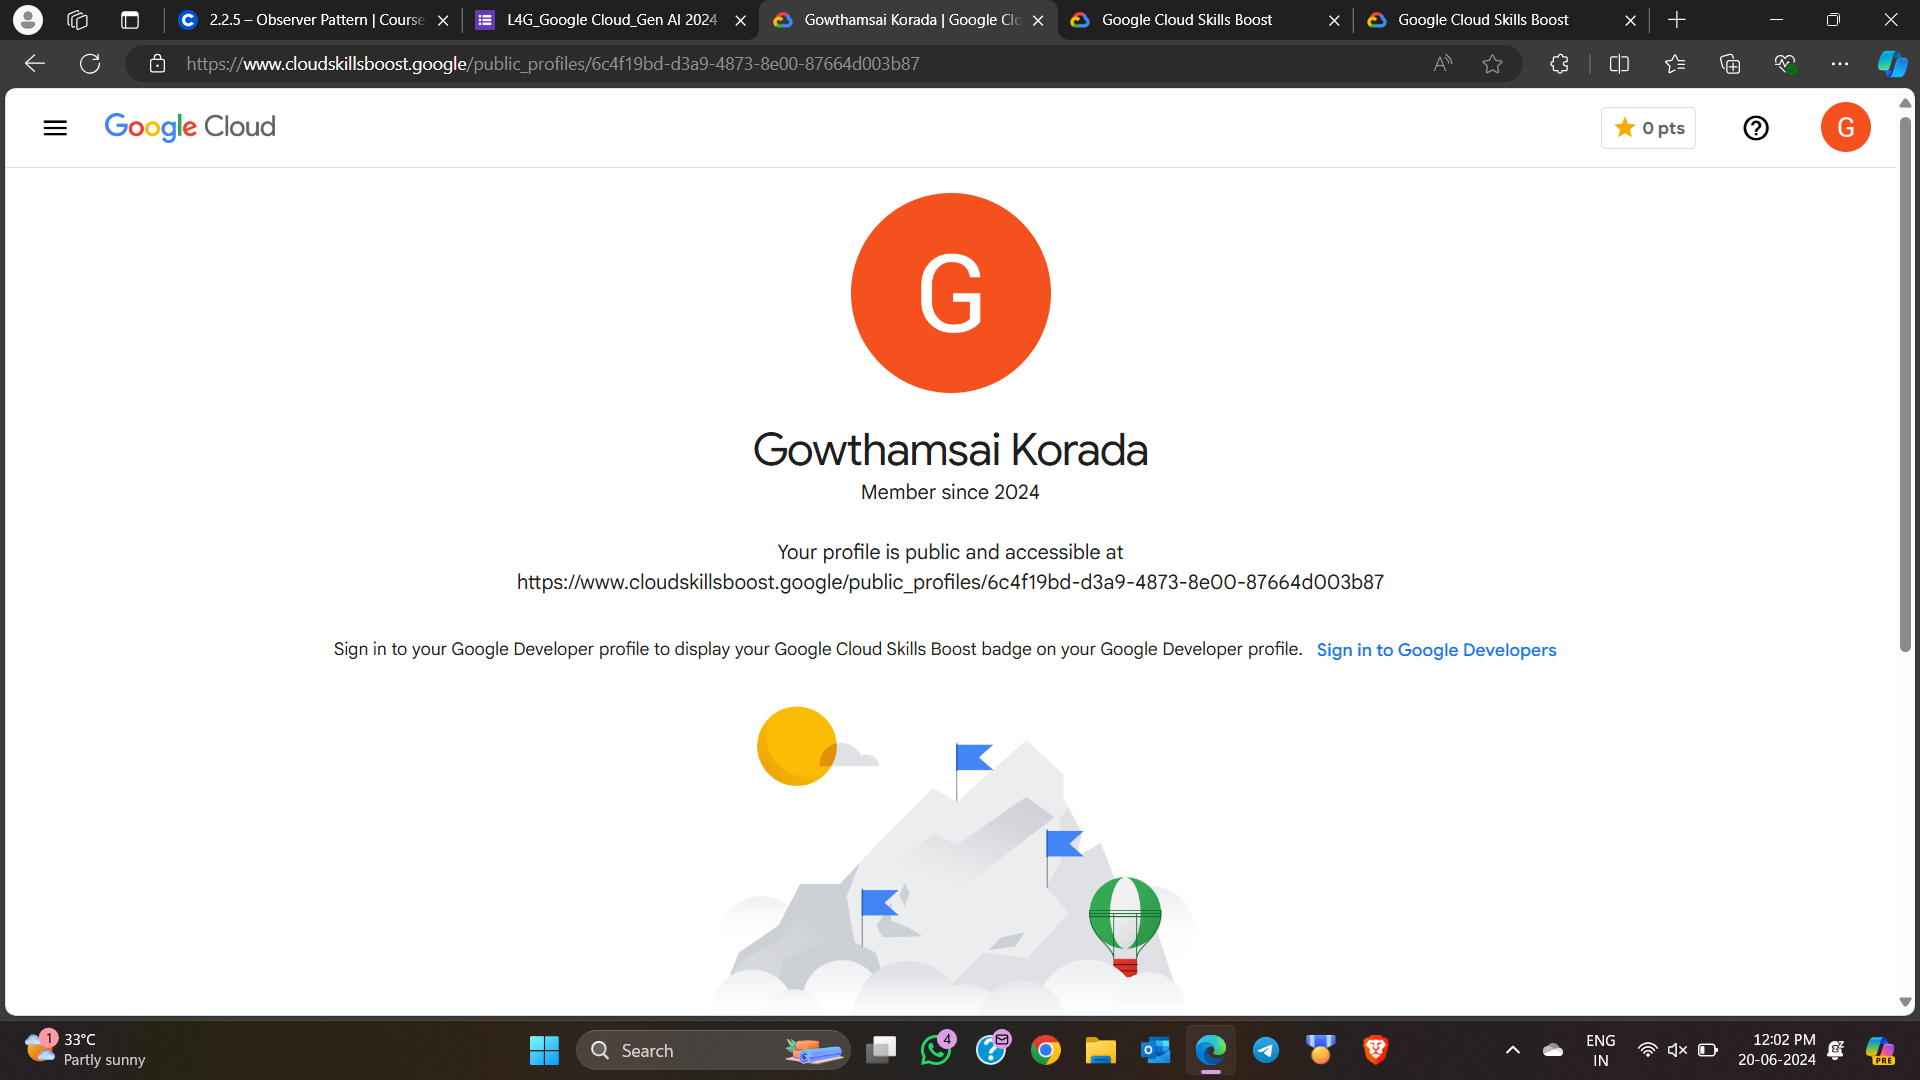 2.2.5 – Observer Pattern | Course
L4G_Google Cloud_Gen AI 2024
Gowthamsai Korada | Google Clo
Google Cloud Skills Boost
Google Cloud Skills Boost
https://www.cloudskillsboost.google/public_profiles/6c4f19bd-d3a9-4873-8e00-87664d003b87
Google Cloud
0 pts
G
G
Gowthamsai Korada
Member since 2024
Your profile is public and accessible at
https://www.cloudskillsboost.google/public_profiles/6c4f19bd-d3a9-4873-8e00-87664d003b87
Sign in to your Google Developer profile to display your Google Cloud Skills Boost badge on your Google Developer profile. Sign in to Google Developers
1
33°C
Partly sunny
Search
4
ENG
IN
12:02 PM
20-06-2024
PRE